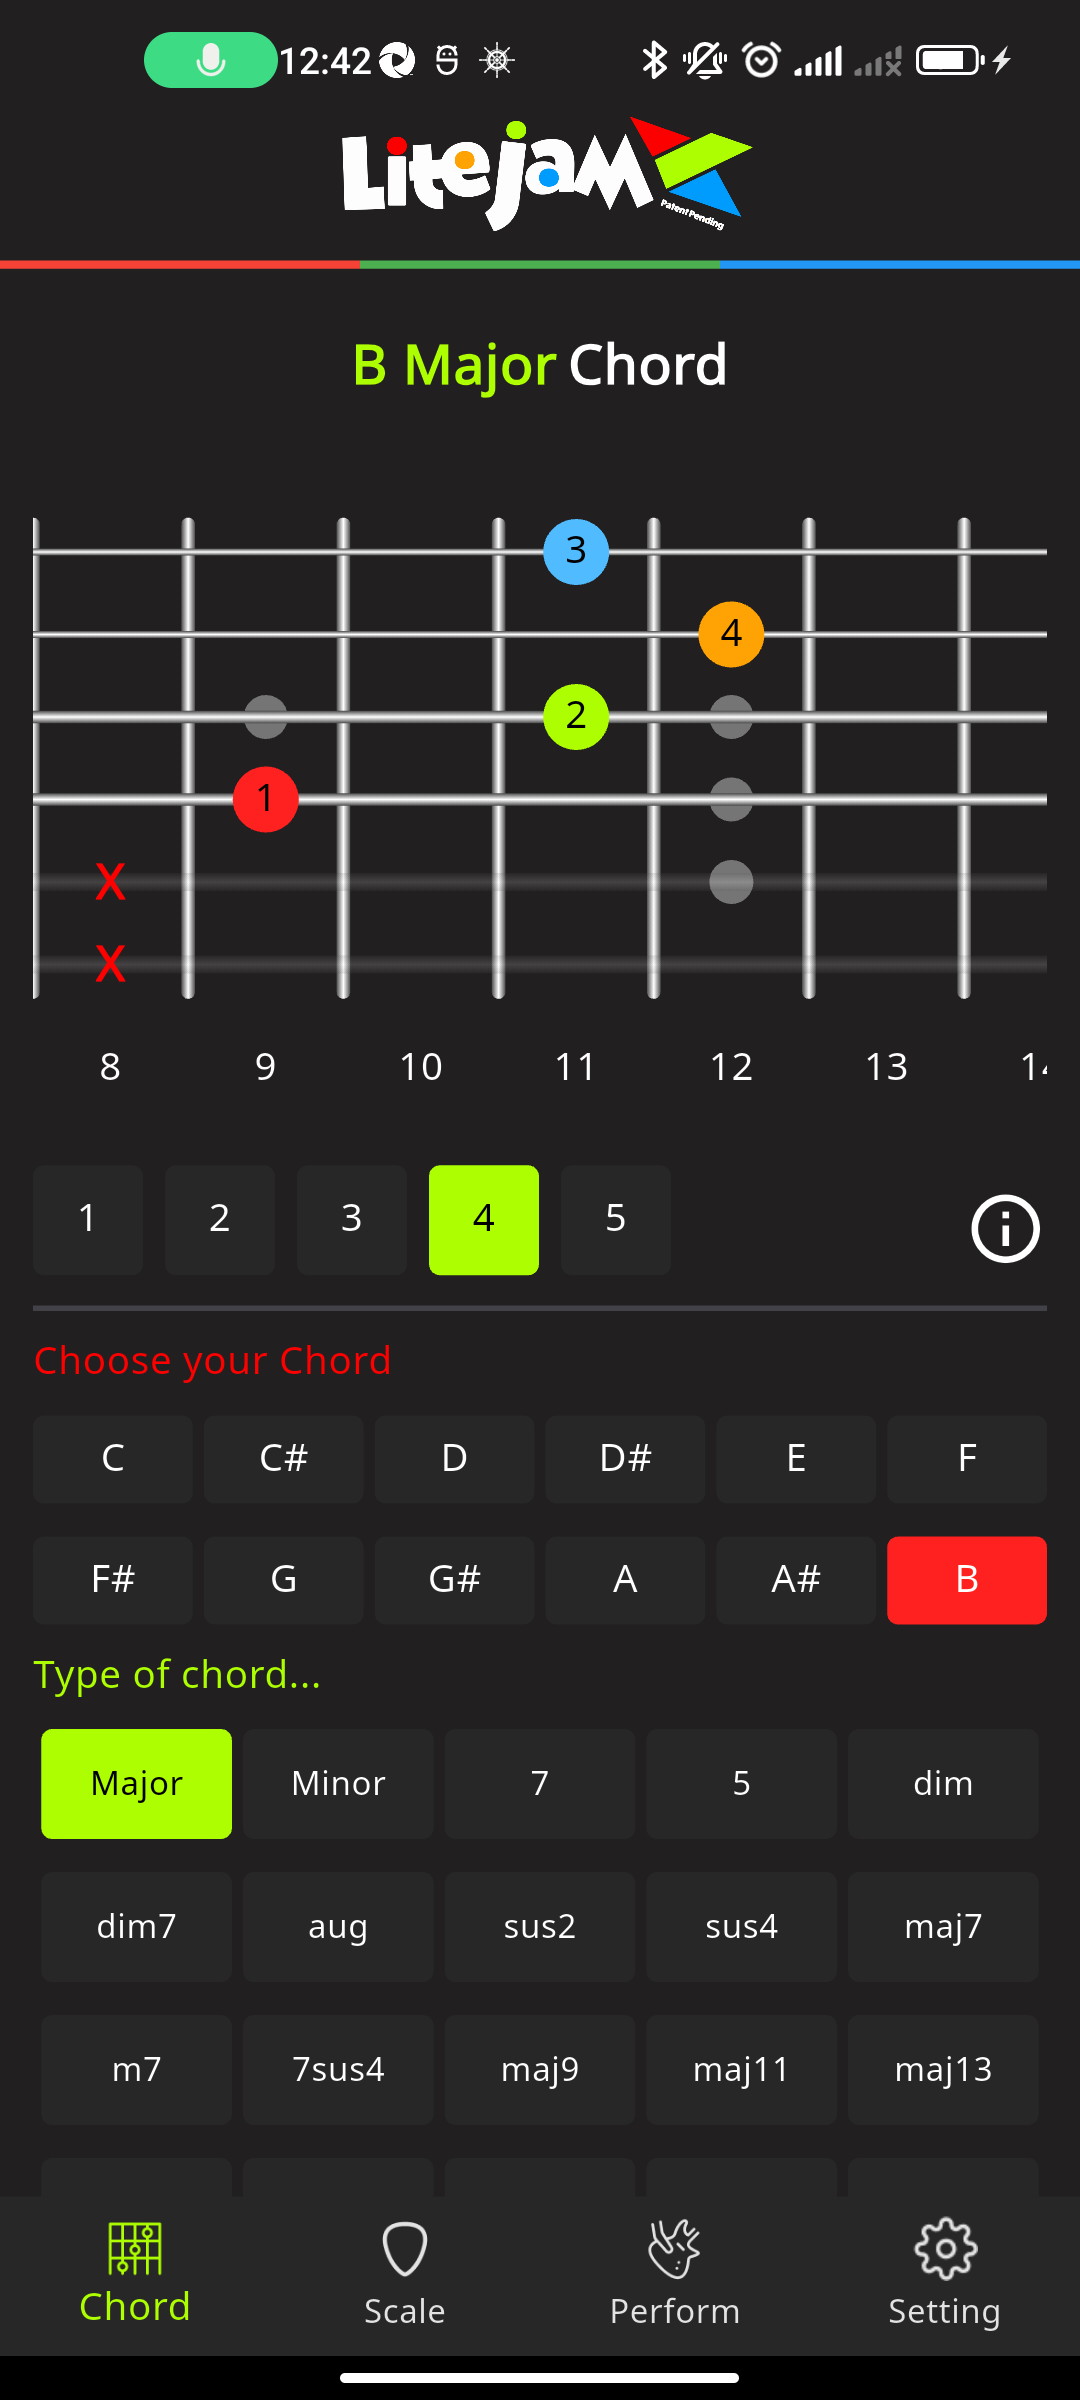 12:42
Litejam
Patent Pending
B Major Chord
3
4
2
1
X
X
8 9 10 11 12 13
1 2 3 4 5
Choose your Chord
C C# D D# E F
F# G G# A A# B
Type of chord...
Major Minor 7 5 dim
dim7 aug sus2 sus4 maj7
m7 7sus4 maj9 maj11 maj13
Chord Scale Perform Setting